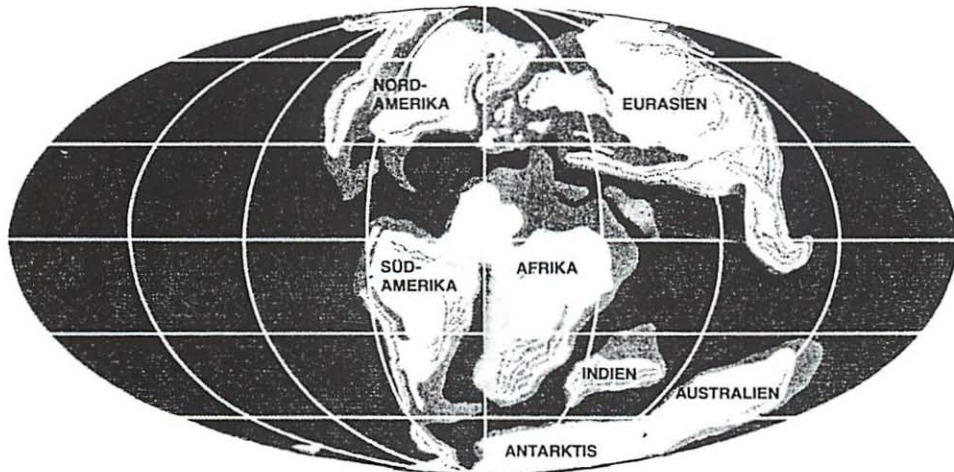 NORD-
AMERIKA
EURASIEN
SÜD-
AMERIKA
AFRIKA
INDIEN
AUSTRALIEN
ANTARKTIS